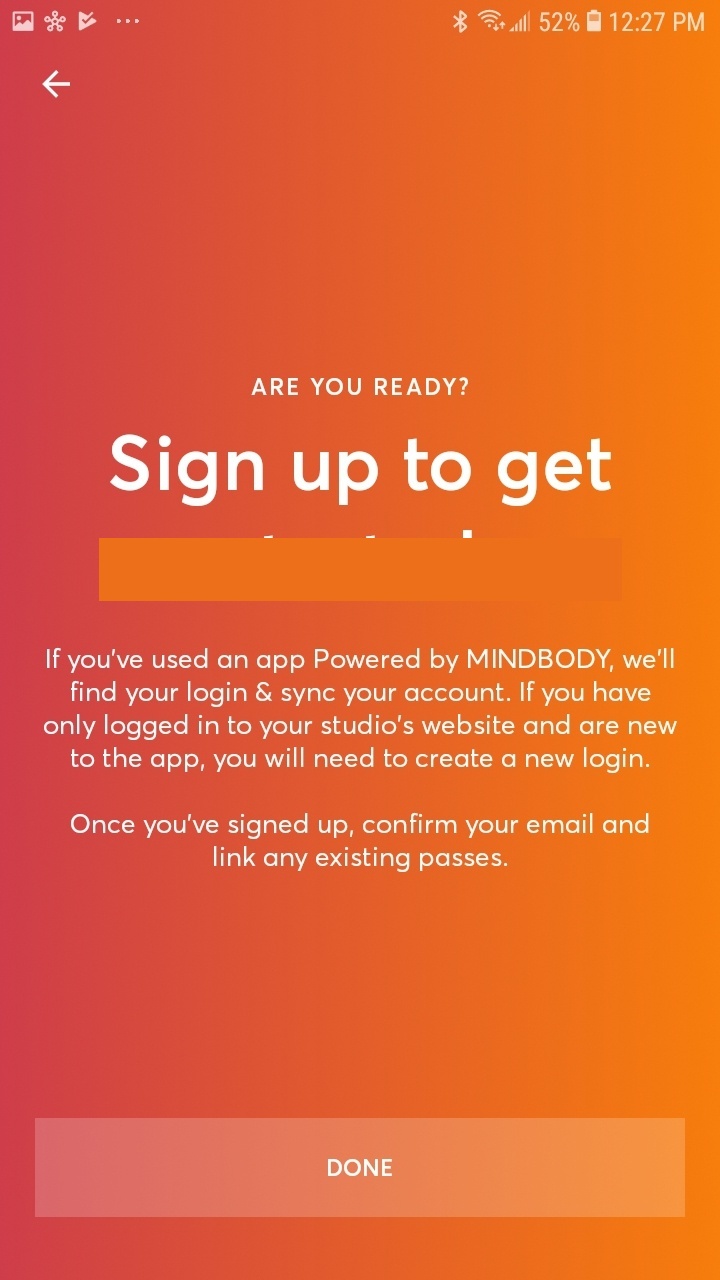 52% 12:27 PM
ARE YOU READY?
Sign up to get
If you've used an app Powered by MINDBODY, we'll
find your login & sync your account. If you have
only logged in to your studio's website and are new
to the app, you will need to create a new login.
Once you've signed up, confirm your email and
link any existing passes.
DONE